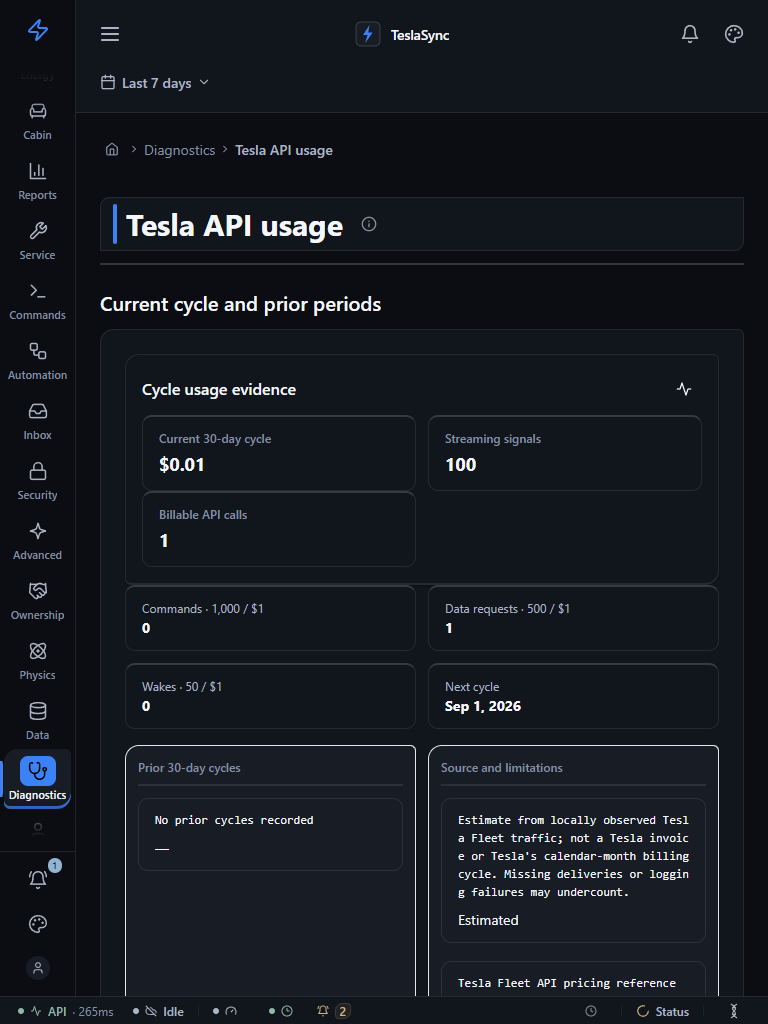 TeslaSync
Last 7 days
Energy
Cabin
Reports
Service
Commands
Automation
Inbox
Security
Advanced
Ownership
Physics
Data
Diagnostics
1
Diagnostics > Tesla API usage
Tesla API usage
Current cycle and prior periods
Cycle usage evidence
Current 30-day cycle
$0.01
Streaming signals
100
Billable API calls
1
Commands · 1,000 / $1
0
Data requests · 500 / $1
1
Wakes · 50 / $1
0
Next cycle
Sep 1, 2026
Prior 30-day cycles
No prior cycles recorded
—
Source and limitations
Estimate from locally observed Tesl
a Fleet traffic; not a Tesla invoic
e or Tesla's calendar-month billing
cycle. Missing deliveries or loggin
g failures may undercount.
Estimated
Tesla Fleet API pricing reference
API · 265ms
Idle
2
Status